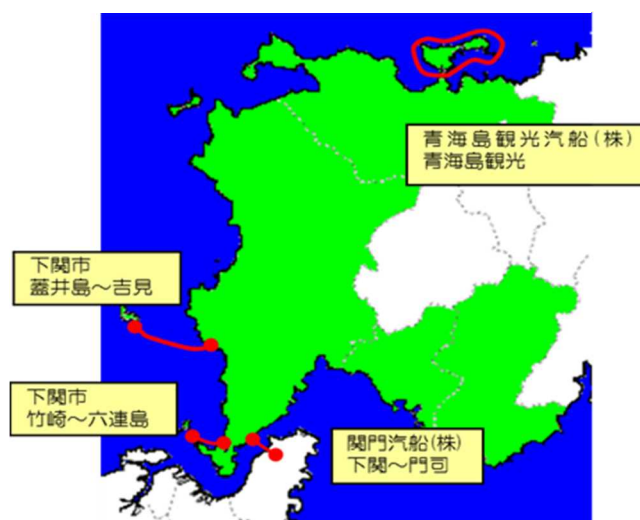 青海島観光汽船(株)
青海島観光
下関市
蓋井島～吉見
下関市
竹崎～六連島
関門汽船(株)
下関～門司